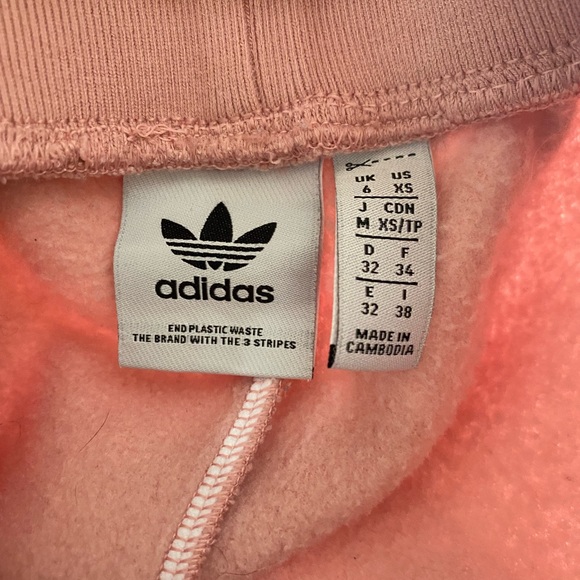 adidas
END PLASTIC WASTE
THE BRAND WITH THE 3 STRIPES
UK US
6 XS
J CDN
M XS/TP
D F
32 34
E I
32 38
MADE IN
CAMBODIA